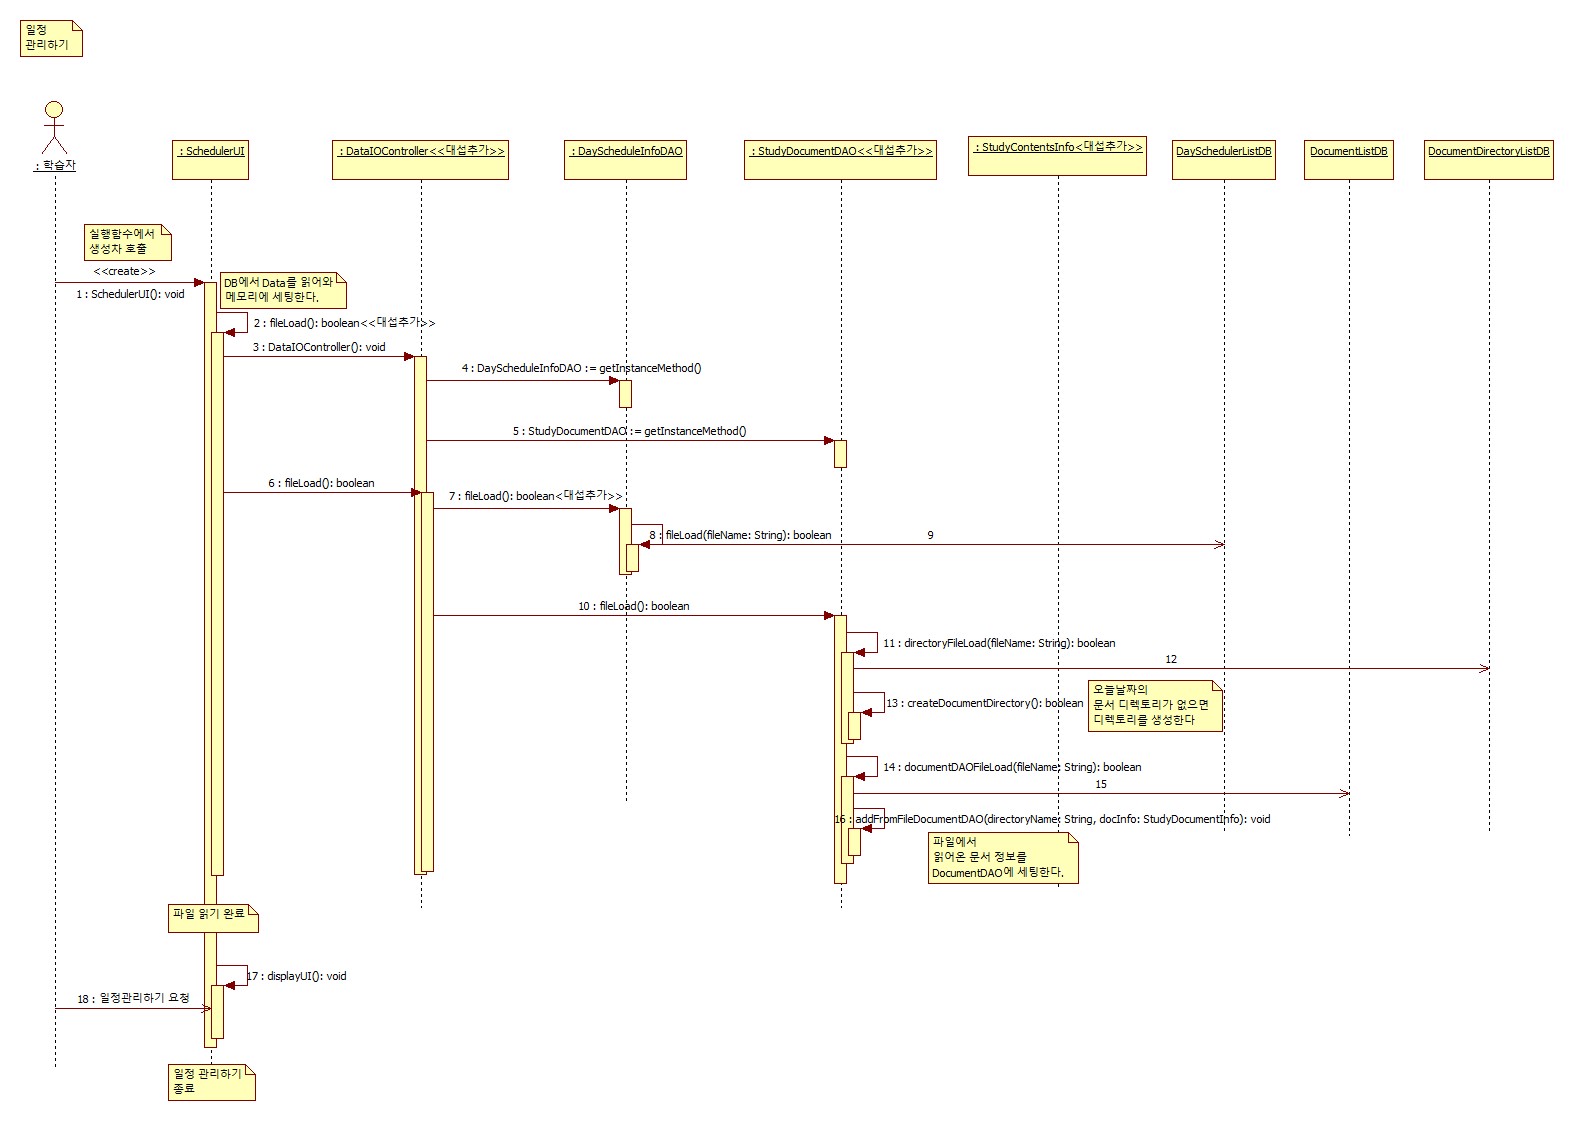 일정
관리하기
: 학습자
: SchedulerUI
: DataIOController<<대섭추가>>
: DayScheduleInfoDAO
: StudyDocumentDAO<<대섭추가>>
: StudyContentsInfo<대섭추가>>
DaySchedulerListDB
DocumentListDB
DocumentDirectoryListDB
실행함수에서
생성차 호출
<<create>>
1 : SchedulerUI(): void
DB에서 Data를 읽어와
메모리에 세팅한다.
2 : fileLoad(): boolean<<대섭추가>>
3 : DataIOController(): void
4 : DayScheduleInfoDAO := getInstanceMethod()
5 : StudyDocumentDAO := getInstanceMethod()
6 : fileLoad(): boolean
7 : fileLoad(): boolean<대섭추가>>
8 : fileLoad(fileName: String): boolean
9
10 : fileLoad(): boolean
11 : directoryFileLoad(fileName: String): boolean
12
13 : createDocumentDirectory(): boolean
오늘날짜의
문서 디렉토리가 없으면
디렉토리를 생성한다
14 : documentDAOFileLoad(fileName: String): boolean
15
16 : addFromFileDocumentDAO(directoryName: String, docInfo: StudyDocumentInfo): void
파일에서
읽어온 문서 정보를
DocumentDAO에 세팅한다.
파일 읽기 완료
17 : displayUI(): void
18 : 일정관리하기 요청
일정 관리하기
종료